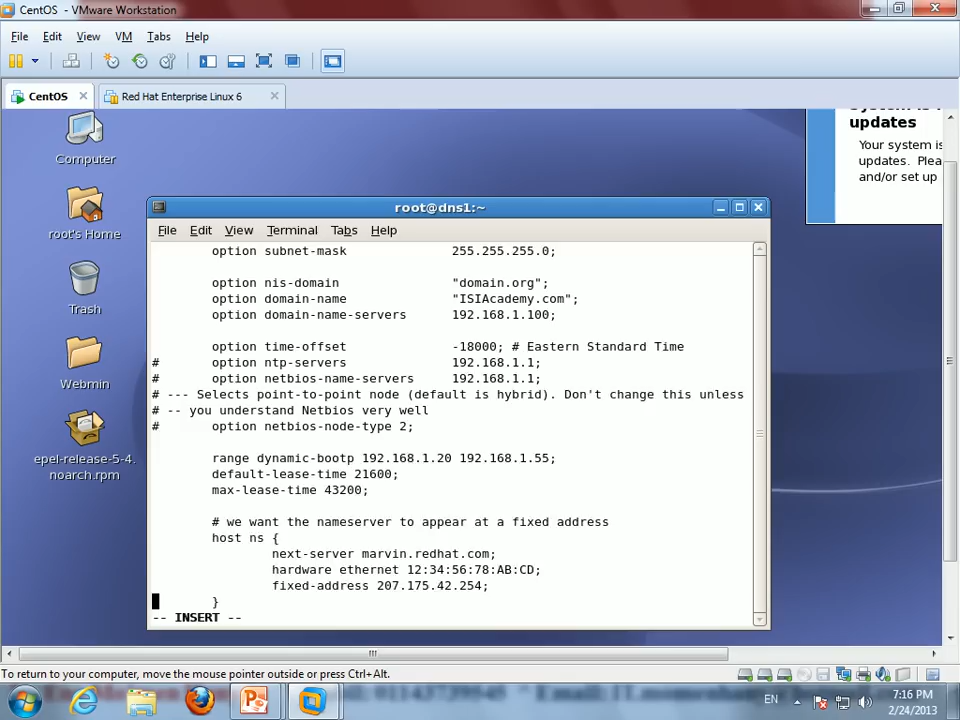 CentOS - VMware Workstation
File Edit View VM Tabs Help
CentOS
Red Hat Enterprise Linux 6
Computer
root's Home
Trash
Webmin
epel-release-5-4.
noarch.rpm
updates
Your system is
updates. Plea
and/or set up
root@dns1:~
File Edit View Terminal Tabs Help
option subnet-mask 255.255.255.0;
option nis-domain "domain.org";
option domain-name "ISIAcademy.com";
option domain-name-servers 192.168.1.100;
option time-offset -18000; # Eastern Standard Time
# option ntp-servers 192.168.1.1;
# option netbios-name-servers 192.168.1.1;
# --- Selects point-to-point node (default is hybrid). Don't change this unless
# -- you understand Netbios very well
# option netbios-node-type 2;
range dynamic-bootp 192.168.1.20 192.168.1.55;
default-lease-time 21600;
max-lease-time 43200;
# we want the nameserver to appear at a fixed address
host ns {
next-server marvin.redhat.com;
hardware ethernet 12:34:56:78:AB:CD;
fixed-address 207.175.42.254;
}
-- INSERT --
To return to your computer, move the mouse pointer outside or press Ctrl+Alt.
EN
7:16 PM
2/24/2013